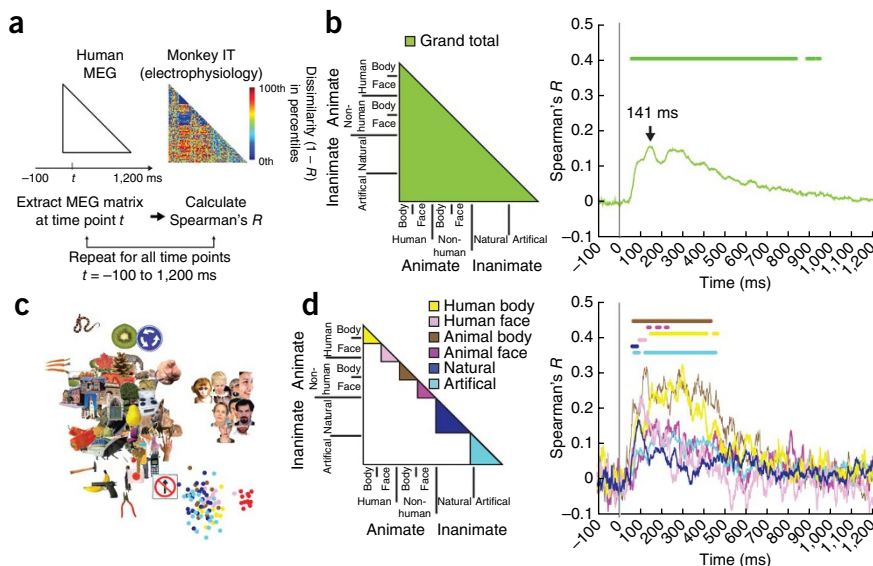 a
Human
MEG
Monkey IT
(electrophysiology)
100th
0th
Dissimilarity (1 – R)
in percentiles
–100
t
1,200 ms
Extract MEG matrix
at time point t
Calculate
Spearman's R
Repeat for all time points
t = –100 to 1,200 ms
b
Grand total
Animate
Inanimate
Human
Non-
human
Natural
Artifical
Body
Face
Body
Face
Body
Face
Body
Face
Human
Non-
human
Natural
Artifical
Animate
Inanimate
Spearman's R
0.5
0.4
0.3
0.2
0.1
0
–0.1
141 ms
–100
0
100
200
300
400
500
600
700
800
900
1,000
1,100
1,200
Time (ms)
c
d
Human body
Human face
Animal body
Animal face
Natural
Artifical
Animate
Inanimate
Human
Non-
human
Natural
Artifical
Body
Face
Body
Face
Body
Face
Body
Face
Human
Non-
human
Natural
Artifical
Animate
Inanimate
Spearman's R
0.5
0.4
0.3
0.2
0.1
0
–0.1
–100
0
100
200
300
400
500
600
700
800
900
1,000
1,100
1,200
Time (ms)